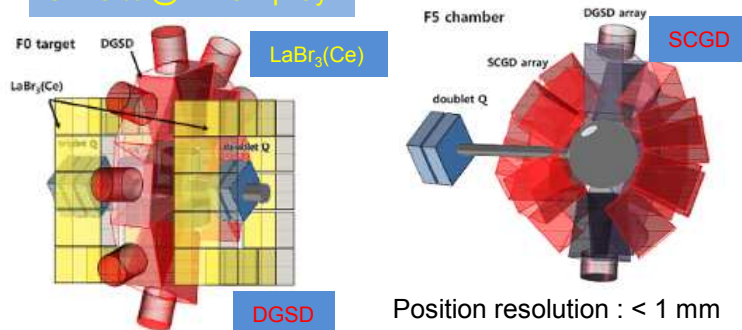 F0 target
DGSD
LaBr₃(Ce)
LaBr₃(Ce)
doublet Q
DGSD
F5 chamber
DGSD array
SCGD
SCGD array
doublet Q
Position resolution : < 1 mm